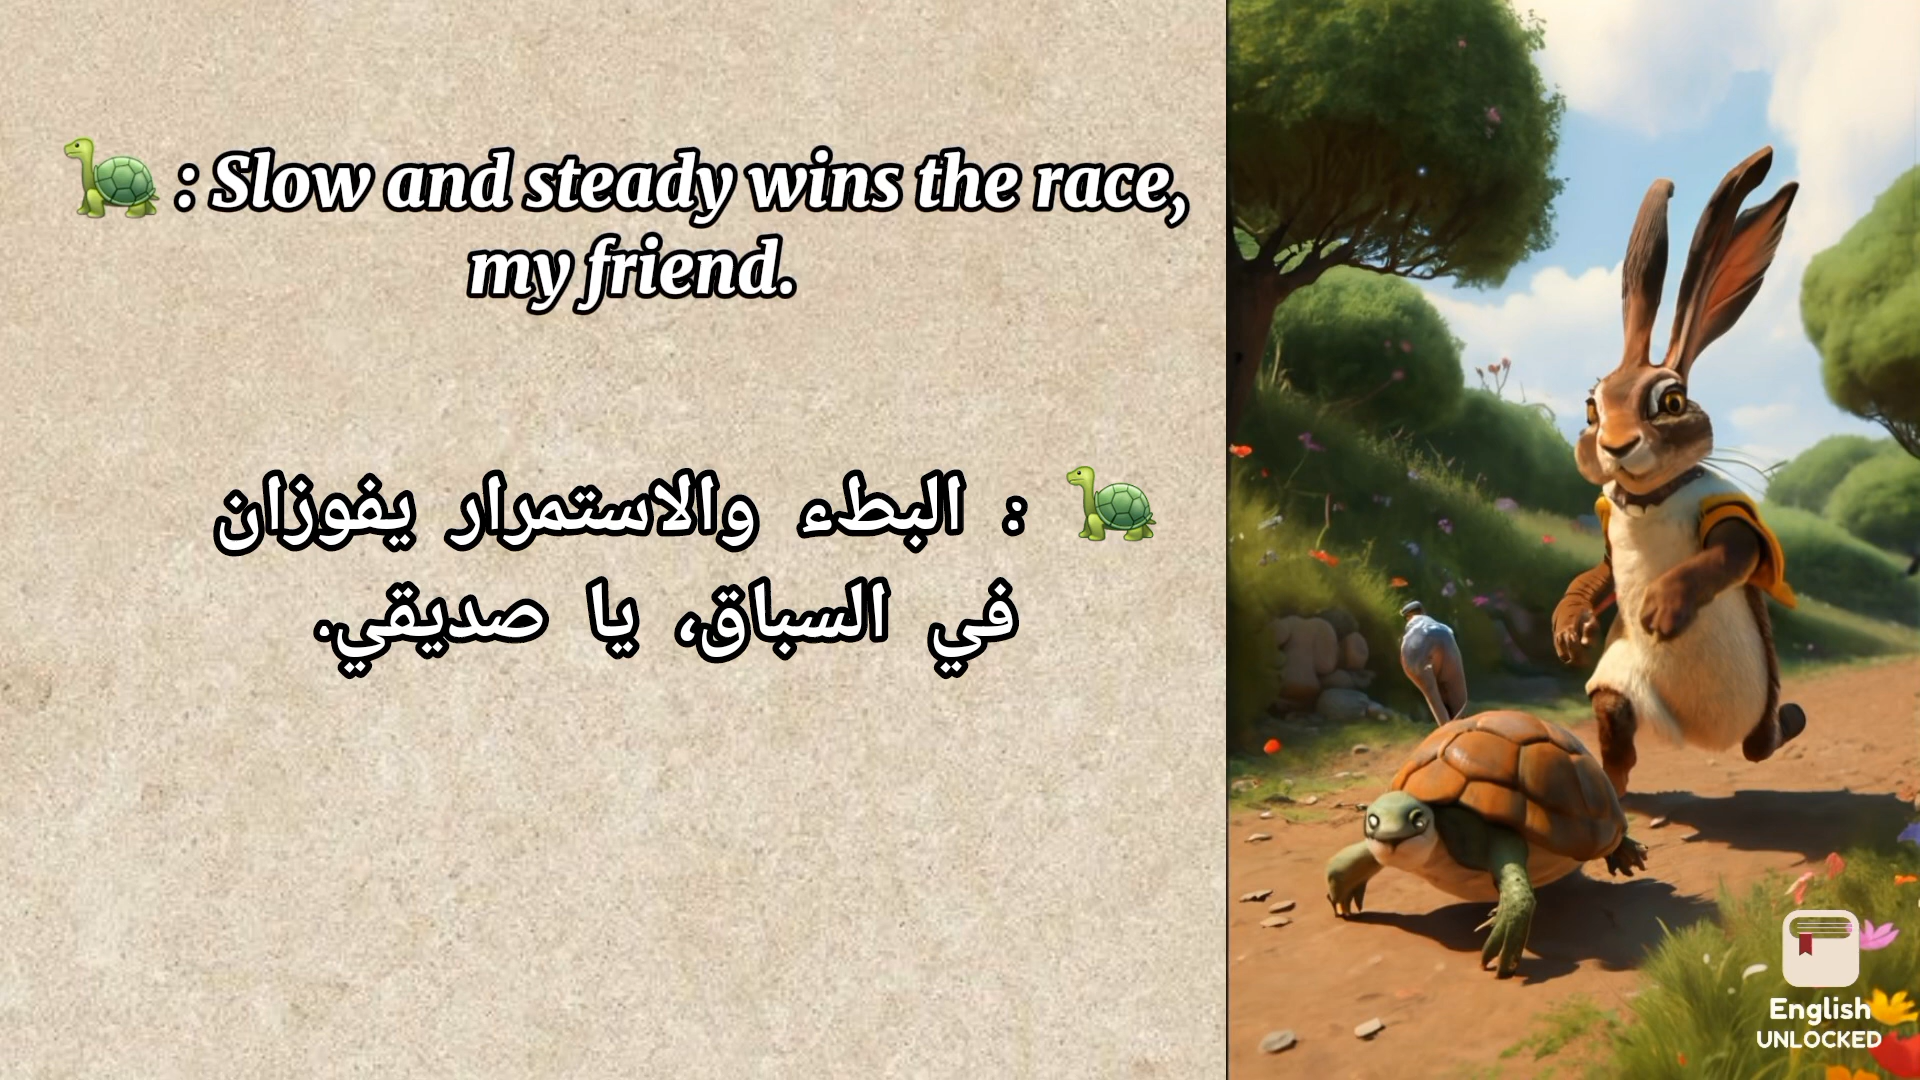 🐢 : Slow and steady wins the race,
my friend.
🐢 : البطء والاستمرار يفوزان
في السباق، يا صديقي.
English
UNLOCKED